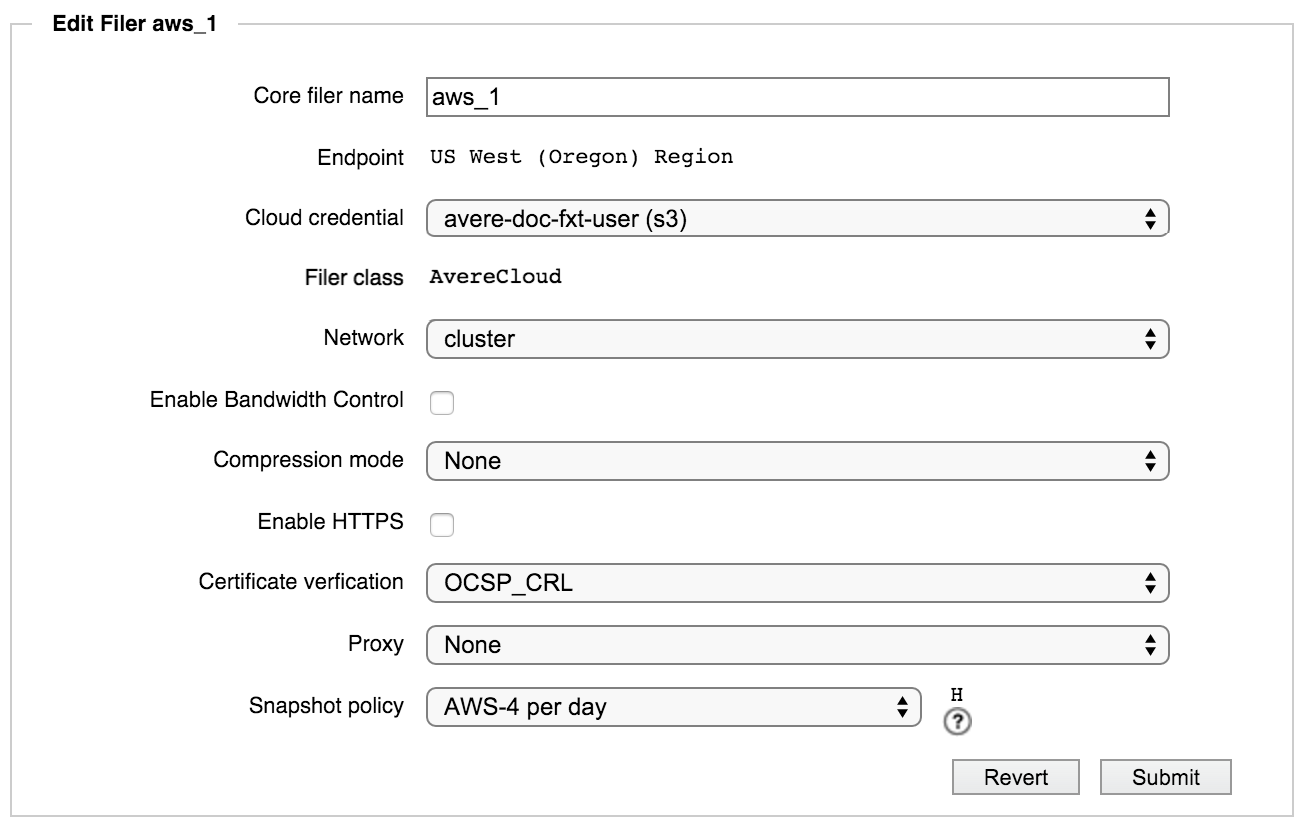 Edit Filer aws_1
Core filer name aws_1
Endpoint US West (Oregon) Region
Cloud credential avere-doc-fxt-user (s3)
Filer class AvereCloud
Network cluster
Enable Bandwidth Control
Compression mode None
Enable HTTPS
Certificate verfication OCSP_CRL
Proxy None
Snapshot policy AWS-4 per day H
?
Revert Submit